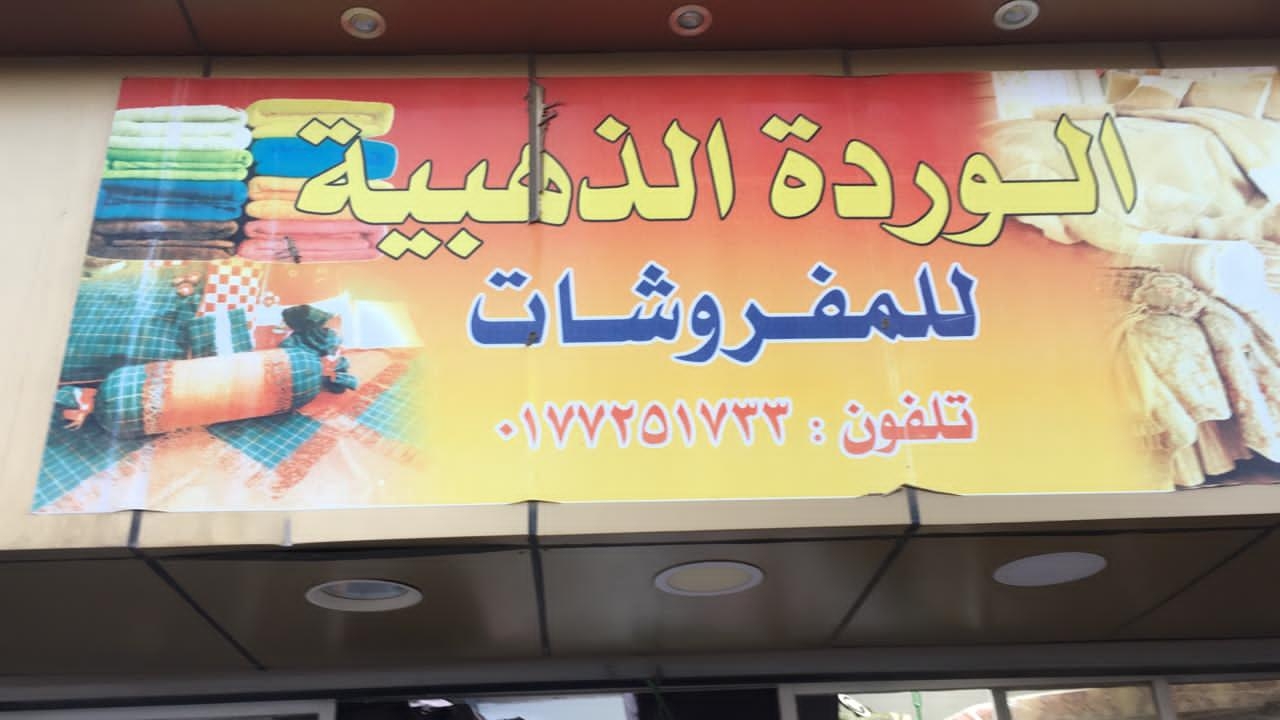 الوردة الذهبية
للمفروشات
تلفون : ٠١٧٧٢٥١٧٣٣